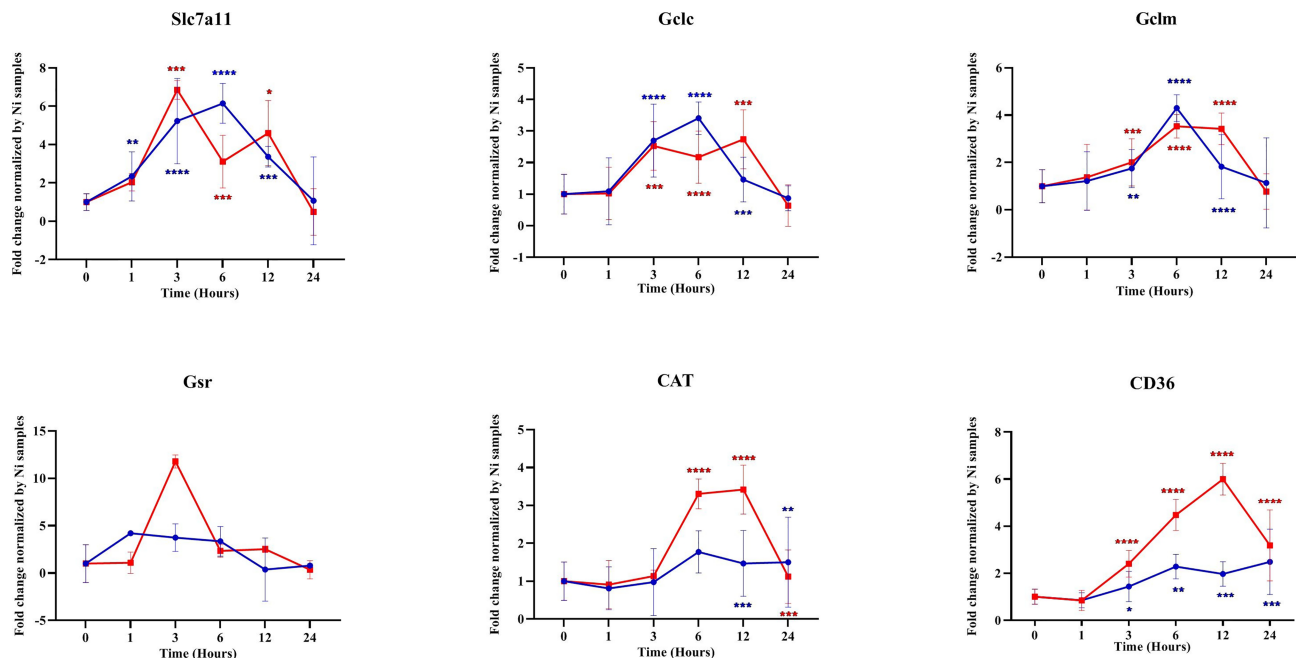 Slc7a11
Fold change normalized by Ni samples
8
6
4
2
0
-2
***
****
*
**
****
***
***
0 1 3 6 12 24
Time (Hours)
Gclc
Fold change normalized by Ni samples
5
4
3
2
1
0
-1
**** **** ***
*** ****
***
0 1 3 6 12 24
Time (Hours)
Gclm
Fold change normalized by Ni samples
6
4
2
0
-2
****
*** ****
****
** ****
0 1 3 6 12 24
Time (Hours)
Gsr
Fold change normalized by Ni samples
15
10
5
0
-5
0 1 3 6 12 24
Time (Hours)
CAT
Fold change normalized by Ni samples
5
4
3
2
1
0
**** ****
**
*** ***
0 1 3 6 12 24
Time (Hours)
CD36
Fold change normalized by Ni samples
8
6
4
2
0
****
**** ****
****
* ** *** ***
0 1 3 6 12 24
Time (Hours)